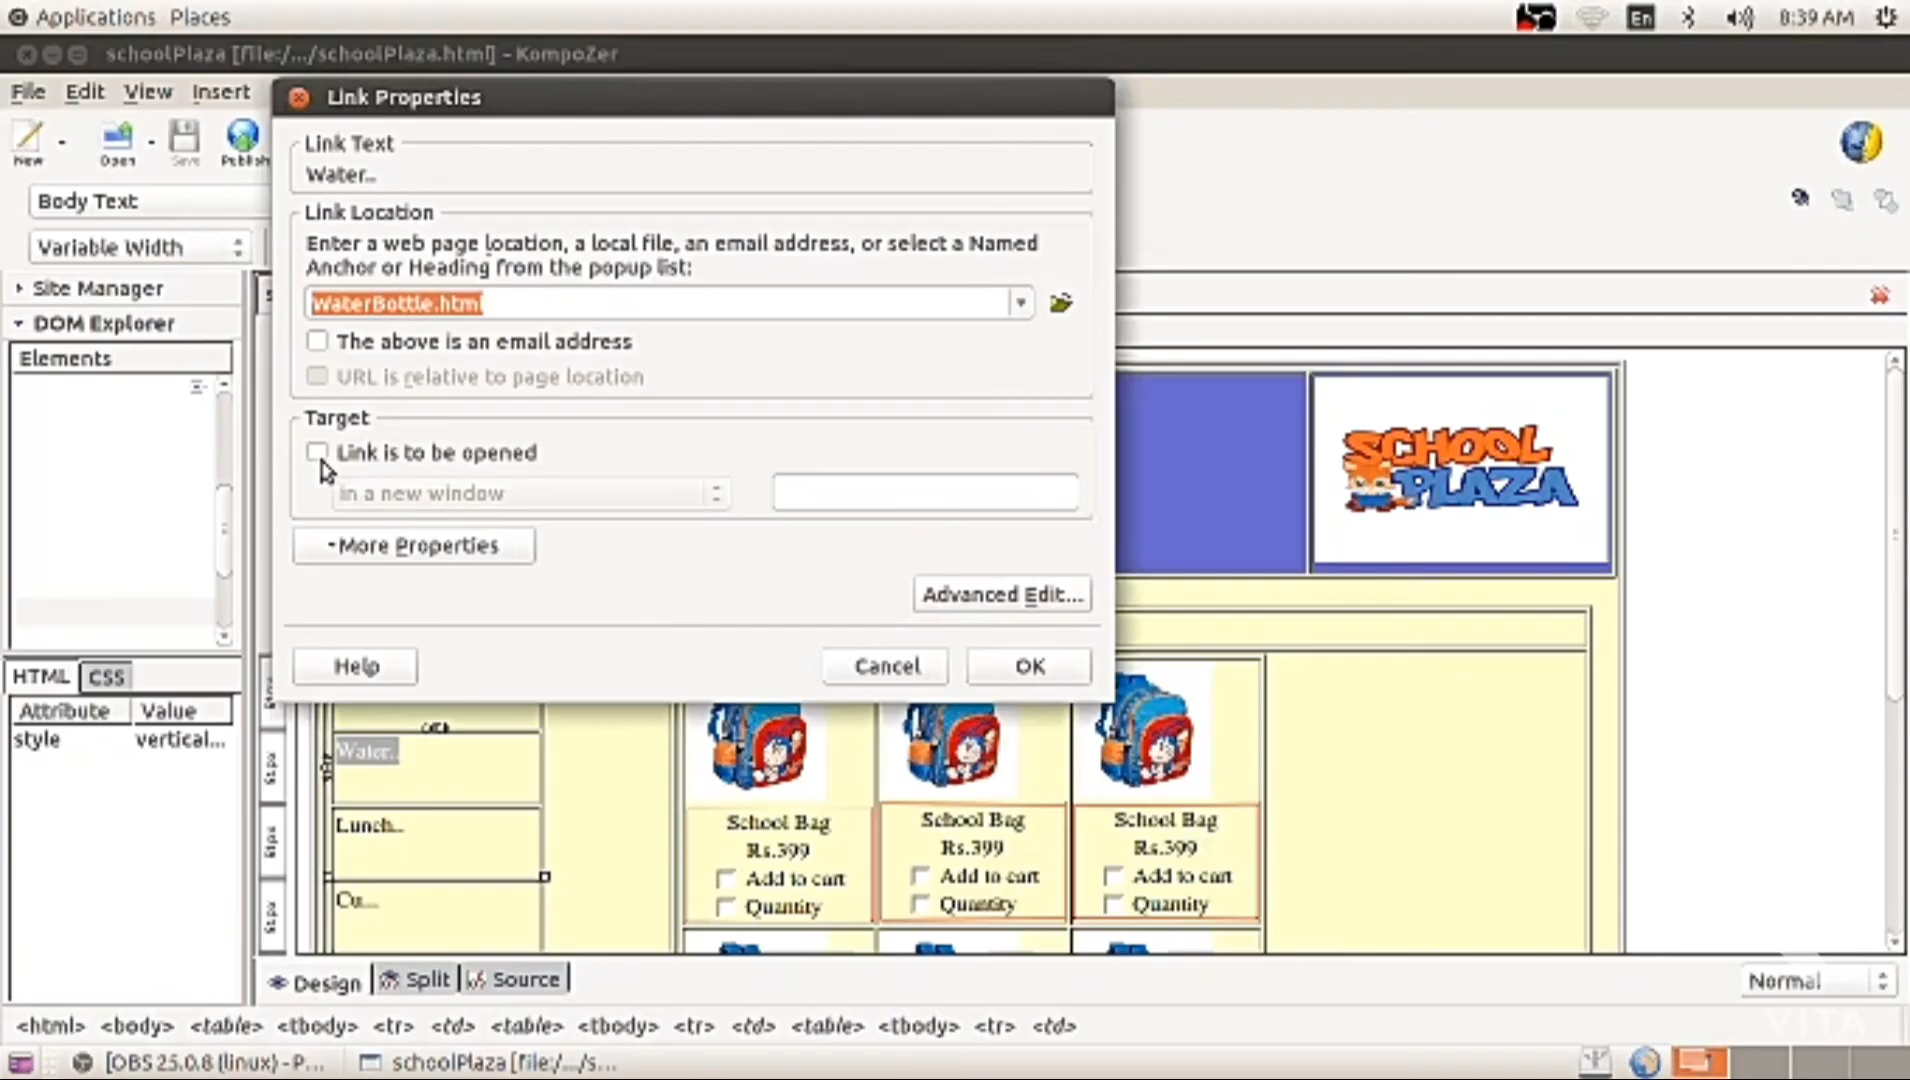 Applications Places
En 8:39 AM
schoolPlaza [file:/.../schoolPlaza.html] - KompoZer
File Edit View Insert
Link Properties
New Open Save Publish
Link Text
Water..
Body Text
Link Location
Variable Width
Enter a web page location, a local file, an email address, or select a Named
Anchor or Heading from the popup list:
Site Manager
WaterBottle.html
DOM Explorer
The above is an email address
Elements
URL is relative to page location
Target
Link is to be opened
in a new window
More Properties
Advanced Edit...
Help Cancel OK
SCHOOL
PLAZA
HTML CSS
Attribute Value
style vertical...
Water..
Lunch..
Cu...
School Bag
Rs.399
Add to cart
Quantity
School Bag
Rs.399
Add to cart
Quantity
School Bag
Rs.399
Add to cart
Quantity
51px
61px
51px
Design Split Source
Normal
<html> <body> <table> <tbody> <tr> <td> <table> <tbody> <tr> <td> <table> <tbody> <tr> <td>
VITA
[OBS 25.0.8 (linux) - P... schoolPlaza [file:/.../s...